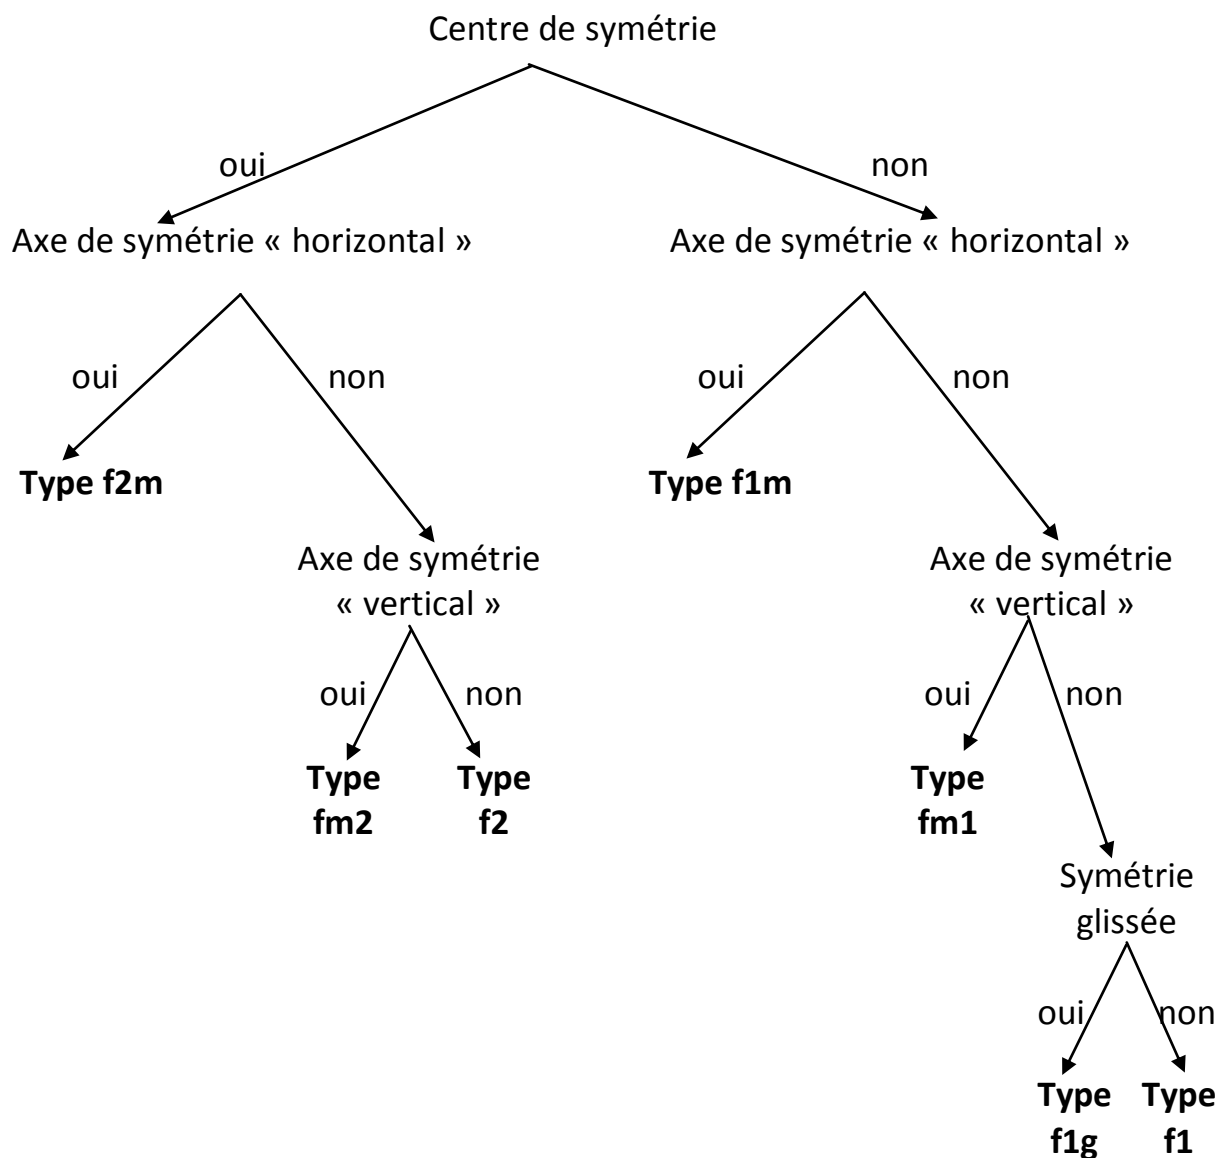 Centre de symétrie
oui
non
Axe de symétrie « horizontal »
Axe de symétrie « horizontal »
oui
non
oui
non
Type f2m
Type f1m
Axe de symétrie
« vertical »
Axe de symétrie
« vertical »
oui
non
oui
non
Type
fm2
Type
f2
Type
fm1
Symétrie
glissée
oui
non
Type
f1g
Type
f1